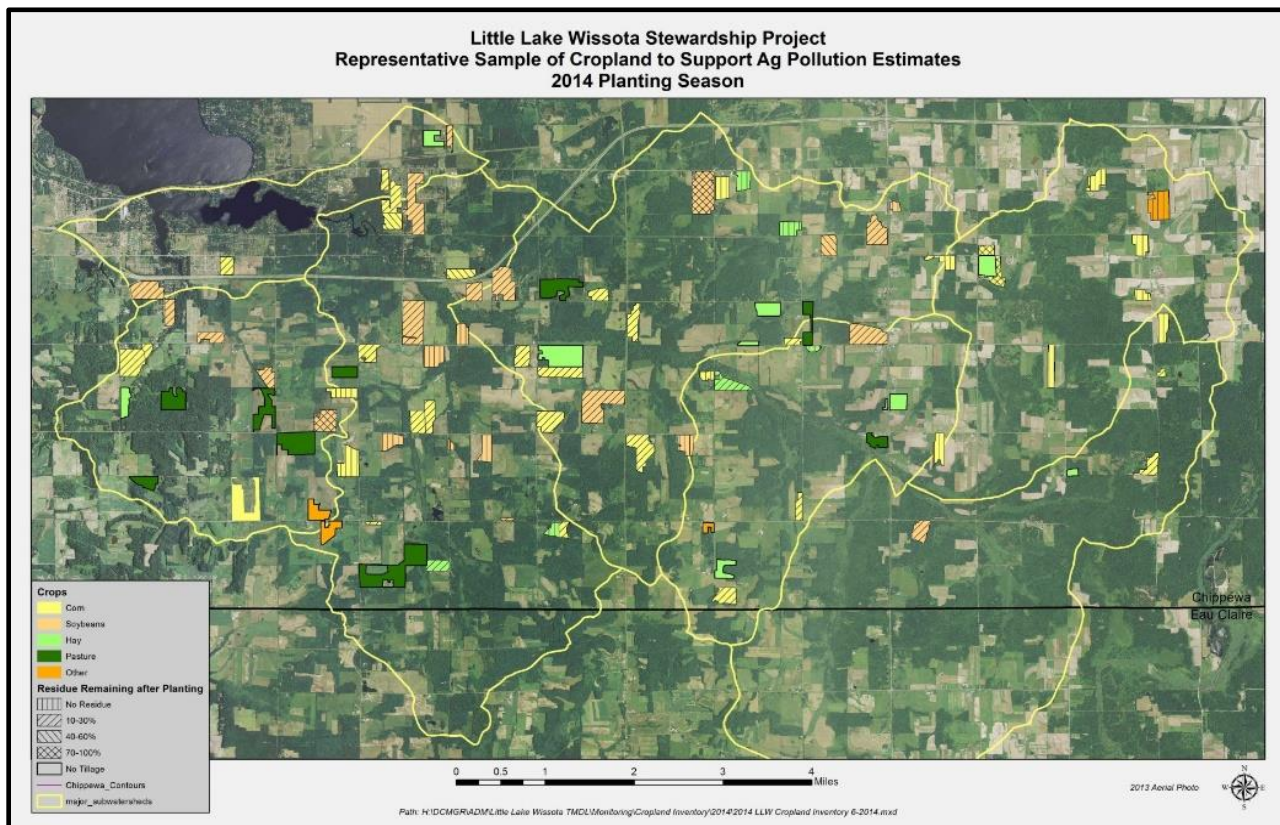 Little Lake Wissota Stewardship Project
Representative Sample of Cropland to Support Ag Pollution Estimates
2014 Planting Season
Chippewa
Eau Claire
Crops
Corn
Soybeans
Hay
Pasture
Other
Residue Remaining after Planting
No Residue
10-30%
40-60%
70-100%
No Tillage
Chippewa_Contours
major_subwatersheds
0 0.5 1 2 3 4
Miles
2013 Aerial Photo
N
W E
S
Path: H:\DCMGR\ADM\Little Lake Wissota TMDL\Monitoring\Cropland Inventory\2014\2014 LLW Cropland Inventory 6-2014.mxd